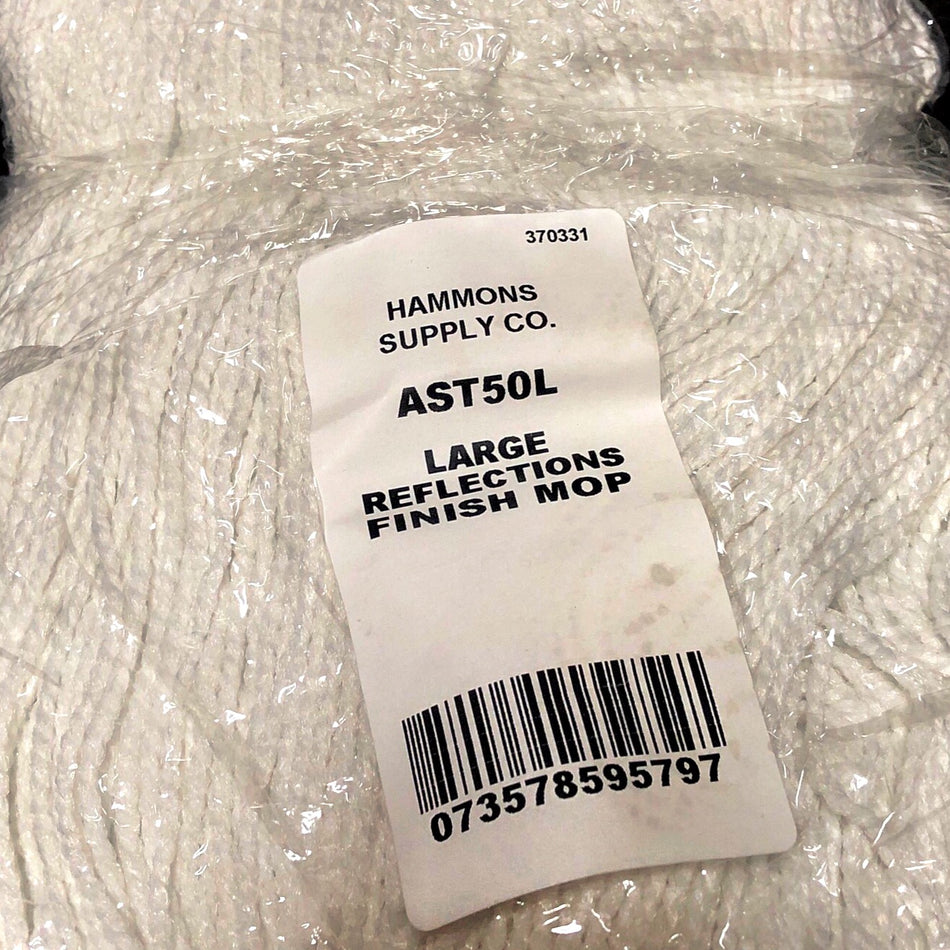 370331
HAMMONS
SUPPLY CO.
AST50L
LARGE
REFLECTIONS
FINISH MOP
073578595797